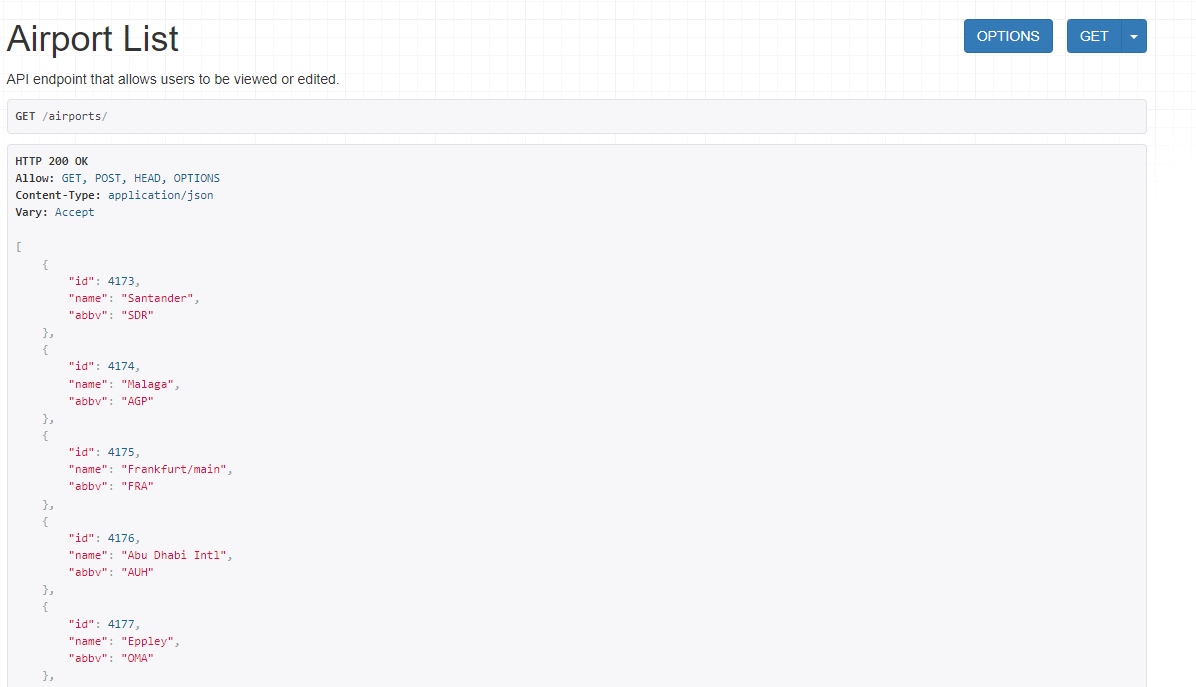 Airport List
OPTIONS
GET
API endpoint that allows users to be viewed or edited.
GET /airports/
HTTP 200 OK
Allow: GET, POST, HEAD, OPTIONS
Content-Type: application/json
Vary: Accept
[
    {
        "id": 4173,
        "name": "Santander",
        "abbv": "SDR"
    },
    {
        "id": 4174,
        "name": "Malaga",
        "abbv": "AGP"
    },
    {
        "id": 4175,
        "name": "Frankfurt/main",
        "abbv": "FRA"
    },
    {
        "id": 4176,
        "name": "Abu Dhabi Intl",
        "abbv": "AUH"
    },
    {
        "id": 4177,
        "name": "Eppley",
        "abbv": "OMA"
    },